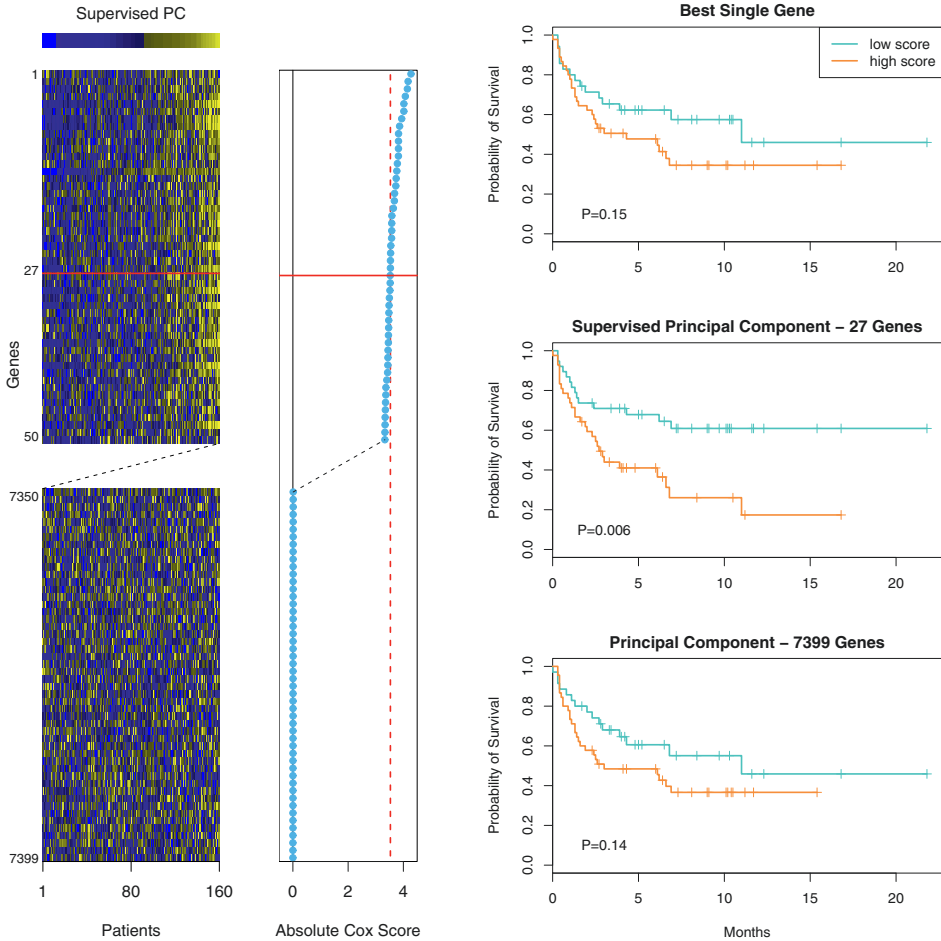 Supervised PC
1
27
50
7350
7399
Genes
1 80 160
Patients
0 2 4
Absolute Cox Score
Best Single Gene
low score
high score
Probability of Survival
0.0 0.2 0.4 0.6 0.8 1.0
P=0.15
0 5 10 15 20
Supervised Principal Component − 27 Genes
Probability of Survival
0.0 0.2 0.4 0.6 0.8 1.0
P=0.006
0 5 10 15 20
Principal Component − 7399 Genes
Probability of Survival
0.0 0.2 0.4 0.6 0.8 1.0
P=0.14
0 5 10 15 20
Months